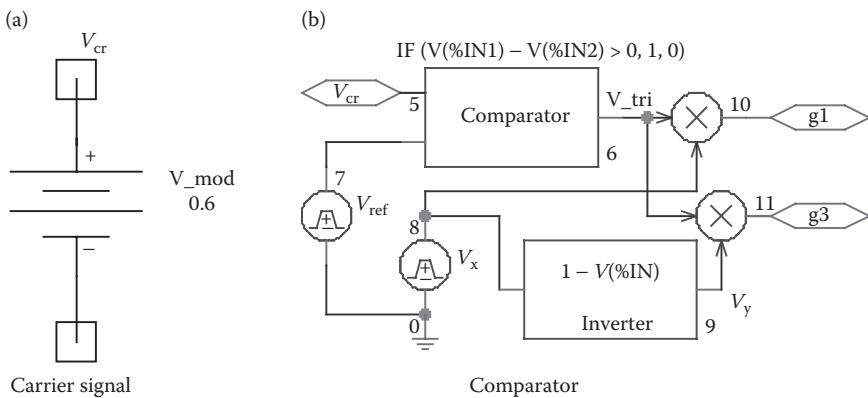 (a)
V_cr
+
V_mod
0.6
−
Carrier signal
(b)
IF (V(%IN1) – V(%IN2) > 0, 1, 0)
V_cr
5
Comparator
V_tri
6
×
10
g1
7
V_ref
+
−
8
V_x
+
−
0
×
11
g3
1 – V(%IN)
Inverter
9
V_y
Comparator